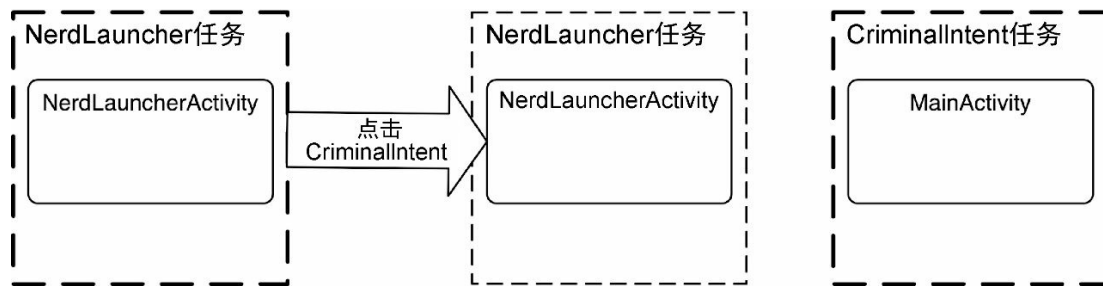 NerdLauncher任务
NerdLauncherActivity
点击
CriminalIntent
NerdLauncher任务
NerdLauncherActivity
CriminalIntent任务
MainActivity